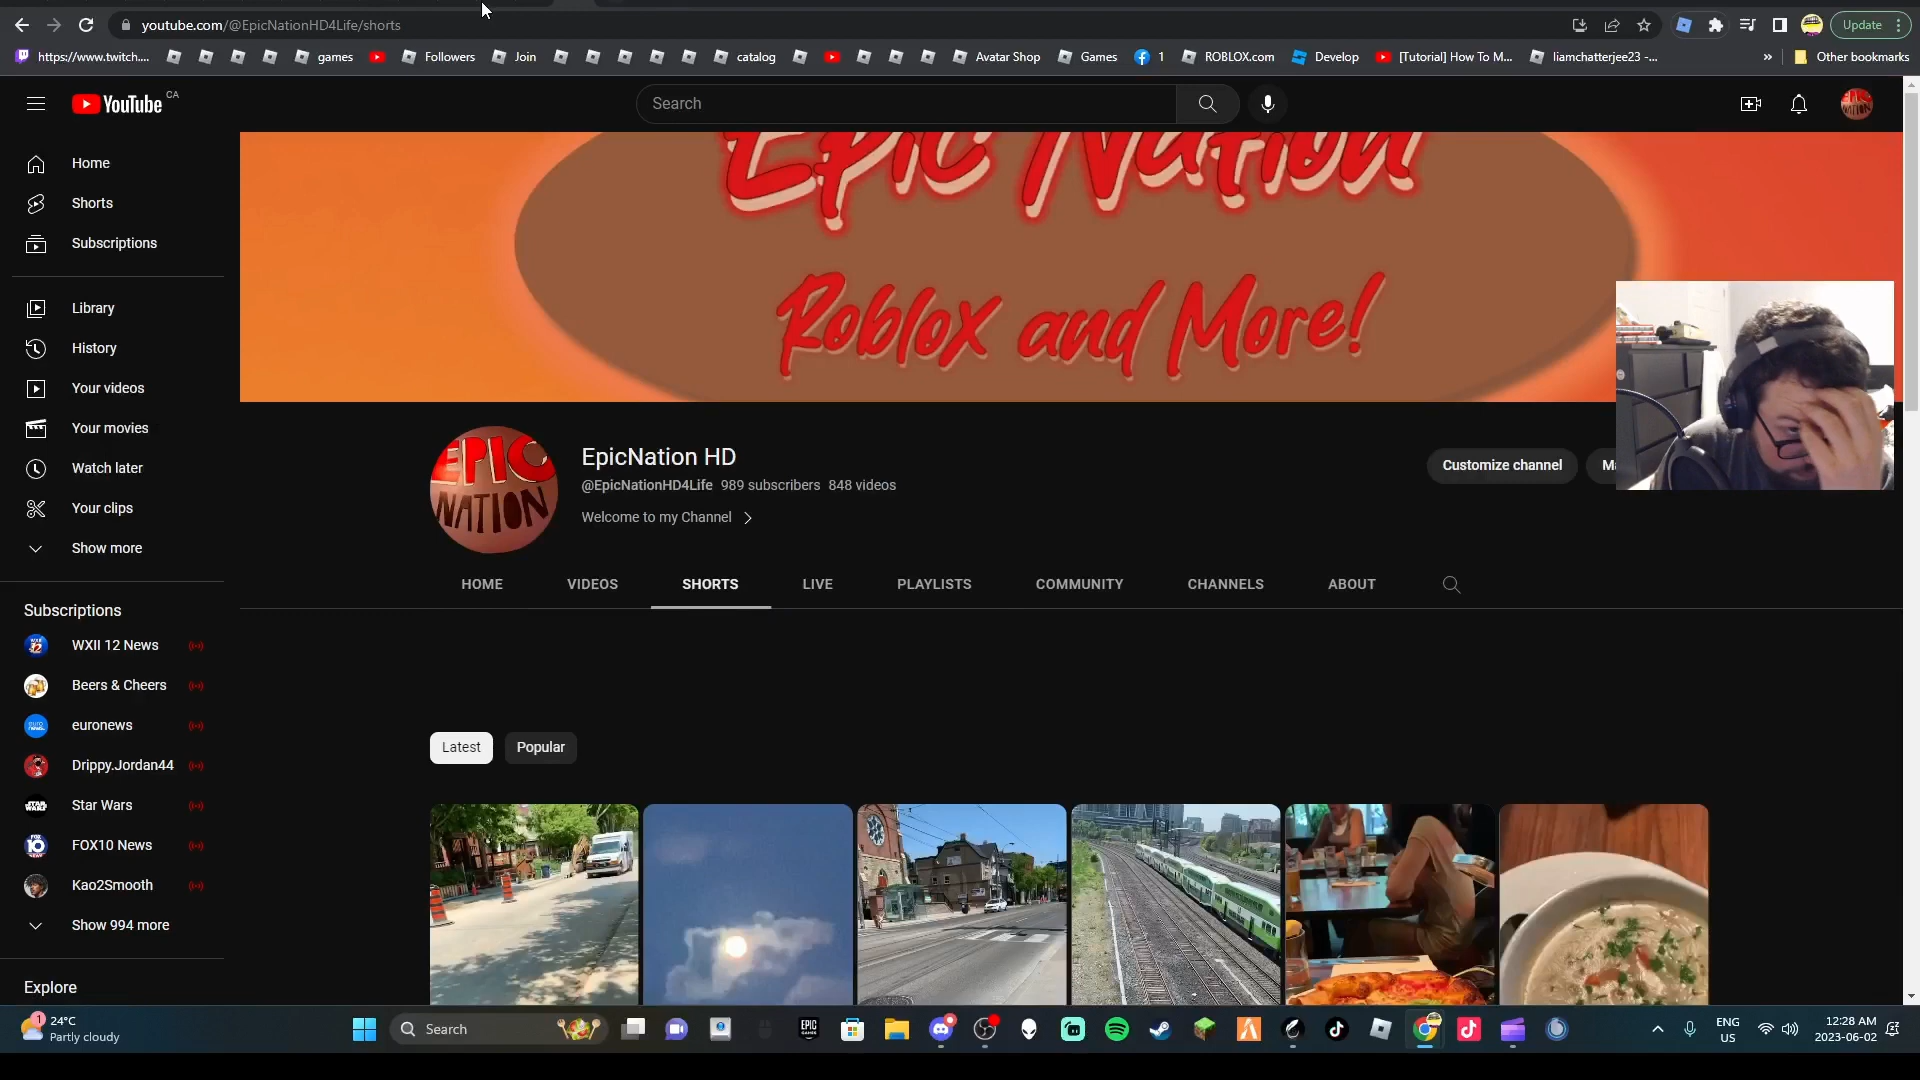 youtube.com/@EpicNationHD4Life/shorts
Update
https://www.twitch....
games
Followers
Join
catalog
Avatar Shop
Games
1
ROBLOX.com
Develop
[Tutorial] How To M...
liamchatterjee23 -...
»
Other bookmarks
YouTube CA
Search
Home
Shorts
Subscriptions
Library
History
Your videos
Your movies
Watch later
Your clips
Show more
Subscriptions
WXII 12 News
Beers & Cheers
euronews
Drippy.Jordan44
Star Wars
FOX10 News
Kao2Smooth
Show 994 more
Explore
Epic Nation
Roblox and More!
EPIC
NATION
EpicNation HD
@EpicNationHD4Life 989 subscribers 848 videos
Welcome to my Channel
Customize channel
HOME
VIDEOS
SHORTS
LIVE
PLAYLISTS
COMMUNITY
CHANNELS
ABOUT
Latest
Popular
1
24°C
Partly cloudy
Search
EPIC GAMES
ENG
US
12:28 AM
2023-06-02